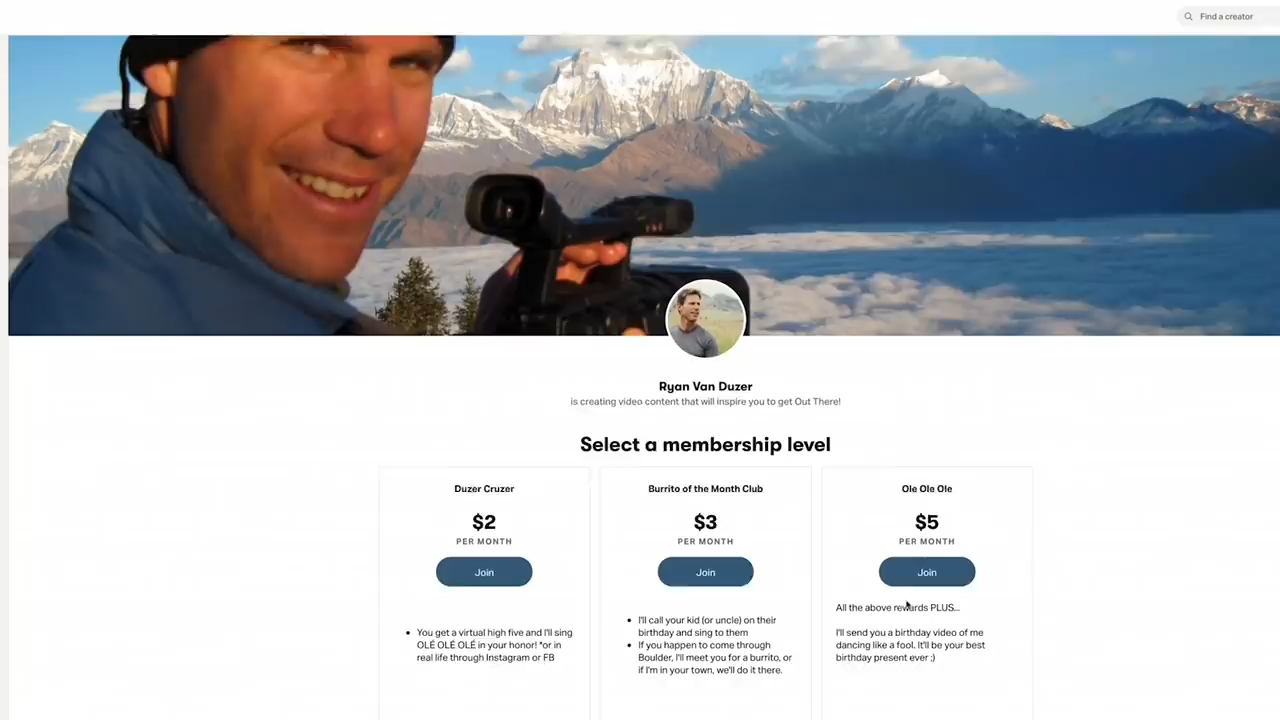 Find a creator
Ryan Van Duzer
is creating video content that will inspire you to get Out There!
Select a membership level
Duzer Cruzer
$2
PER MONTH
Join
You get a virtual high five and I'll sing
OLÉ OLÉ OLÉ in your honor! *or in
real life through Instagram or FB
Burrito of the Month Club
$3
PER MONTH
Join
I'll call your kid (or uncle) on their
birthday and sing to them
If you happen to come through
Boulder, I'll meet you for a burrito, or
if I'm in your town, we'll do it there.
Ole Ole Ole
$5
PER MONTH
Join
All the above rewards PLUS...
I'll send you a birthday video of me
dancing like a fool. It'll be your best
birthday present ever ;)